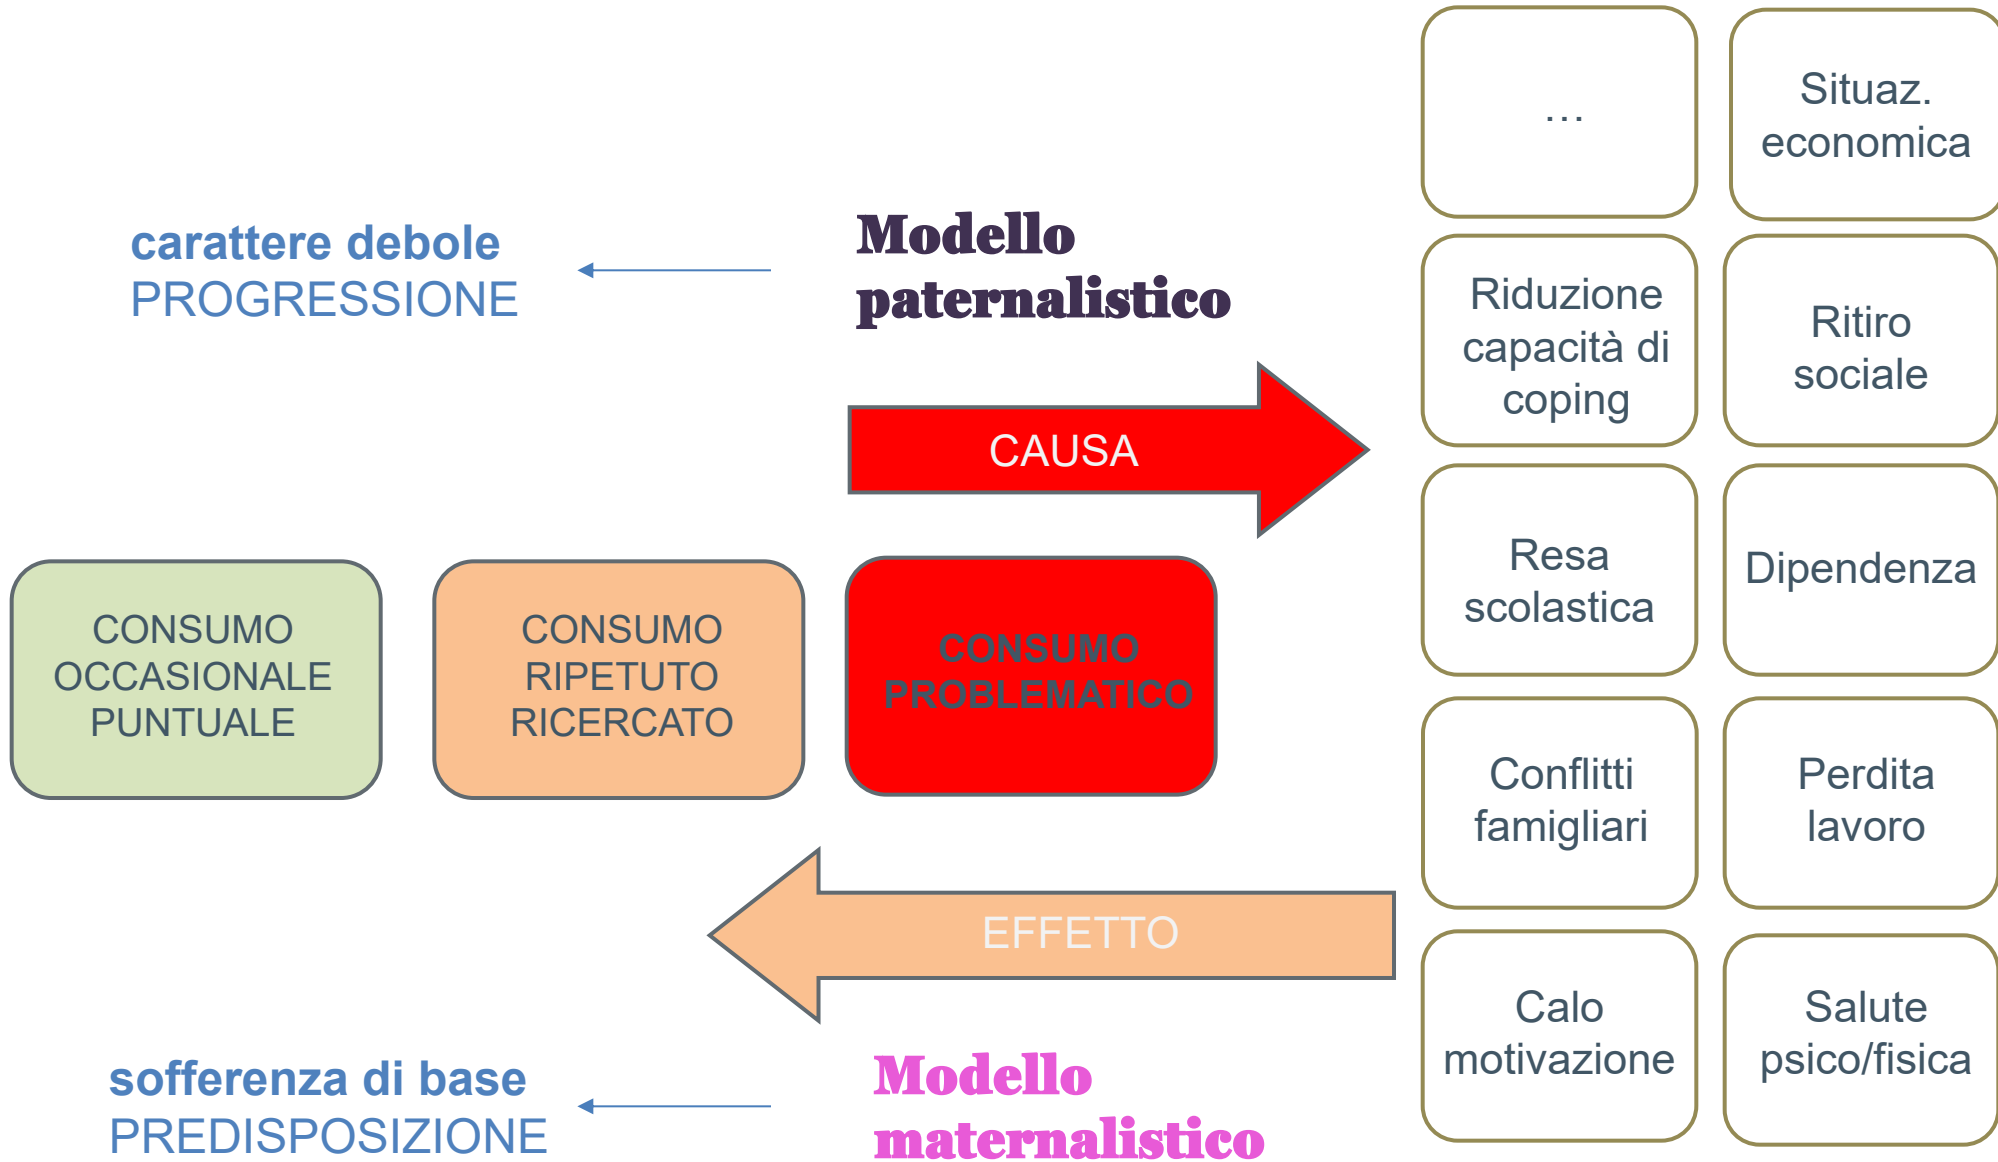 carattere debole
PROGRESSIONE
Modello
paternalistico
CAUSA
CONSUMO
OCCASIONALE
PUNTUALE
CONSUMO
RIPETUTO
RICERCATO
CONSUMO
PROBLEMATICO
EFFETTO
sofferenza di base
PREDISPOSIZIONE
Modello
maternalistico
…
Situaz.
economica
Riduzione
capacità di
coping
Ritiro
sociale
Resa
scolastica
Dipendenza
Conflitti
famigliari
Perdita
lavoro
Calo
motivazione
Salute
psico/fisica